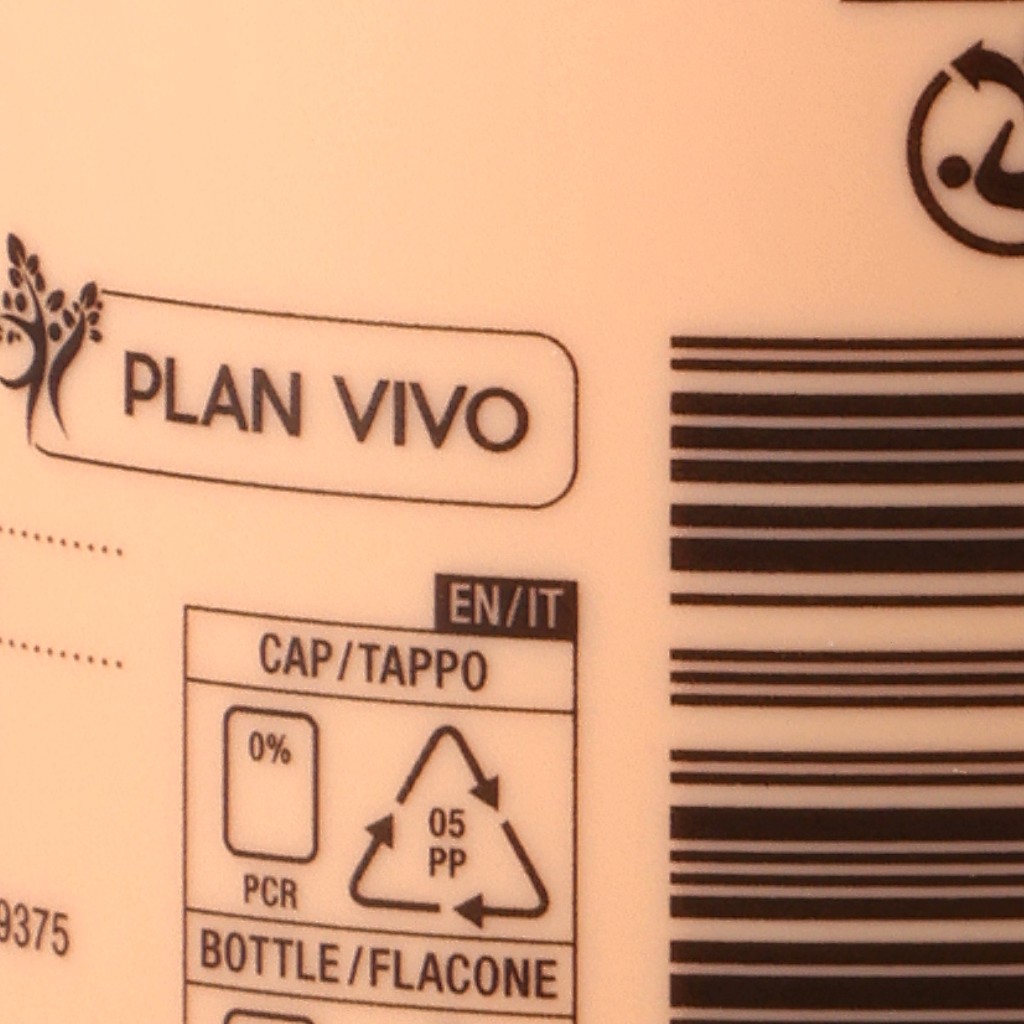 PLAN VIVO
EN/IT
CAP/TAPPO
0%
05
PP
PCR
9375
BOTTLE/FLACONE